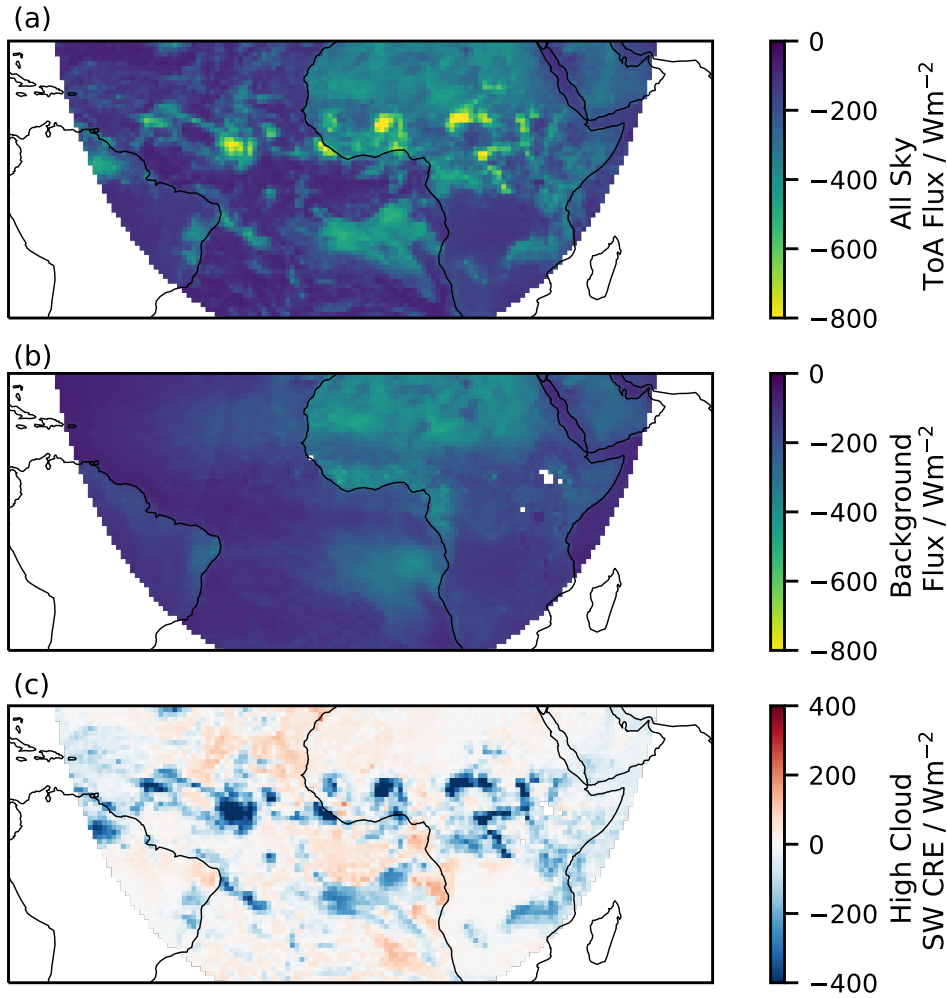 (a)
0
−200
−400
−600
−800
All Sky
ToA Flux / Wm⁻²
(b)
0
−200
−400
−600
−800
Background
Flux / Wm⁻²
(c)
400
200
0
−200
−400
High Cloud
SW CRE / Wm⁻²